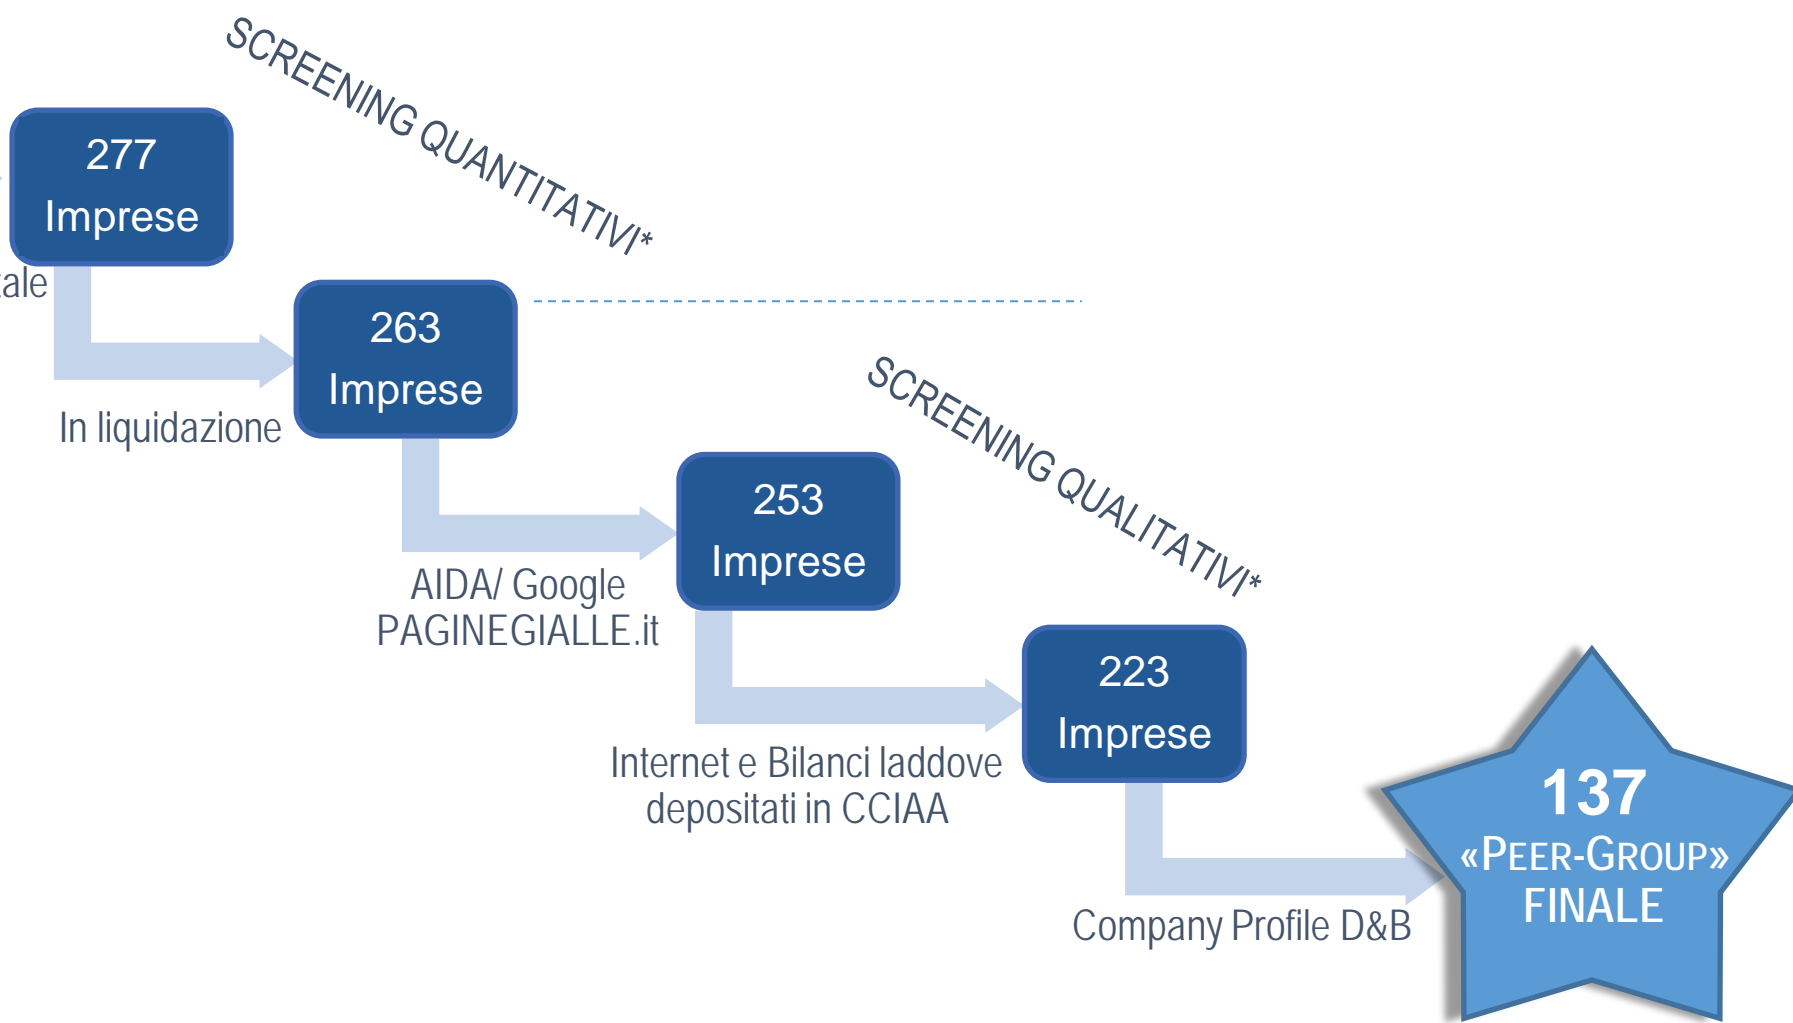 SCREENING QUANTITATIVI*
277
Imprese
263
Imprese
In liquidazione
SCREENING QUALITATIVI*
253
Imprese
AIDA/ Google
PAGINEGIALLE.it
223
Imprese
Internet e Bilanci laddove
depositati in CCIAA
137
«PEER-GROUP»
FINALE
Company Profile D&B